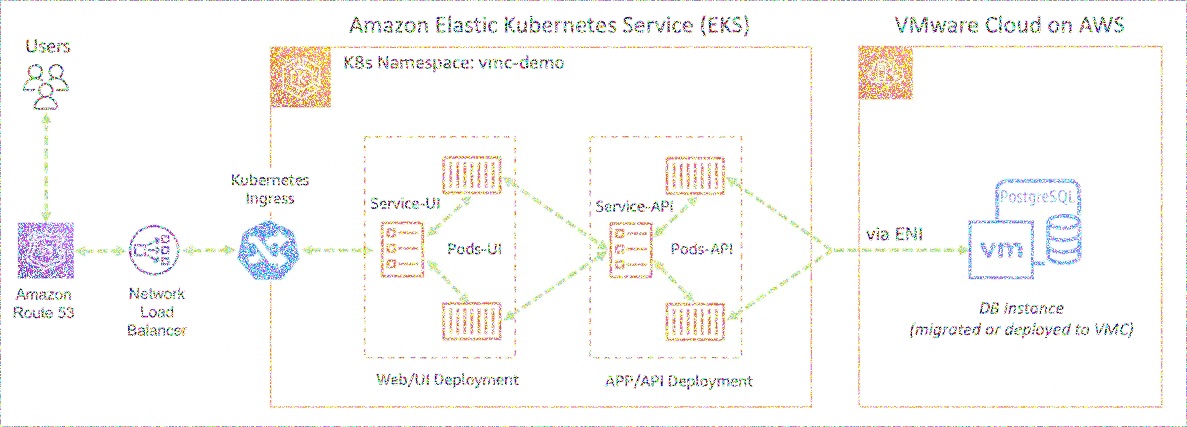 Amazon Elastic Kubernetes Service (EKS)
VMware Cloud on AWS
Users
K8s Namespace: vmc-demo
Kubernetes
Ingress
Service-UI
Pods-UI
Service-API
Pods-API
via ENI
PostgreSQL
vm
Amazon
Route 53
Network
Load
Balancer
DB instance
(migrated or deployed to VMC)
Web/UI Deployment
APP/API Deployment